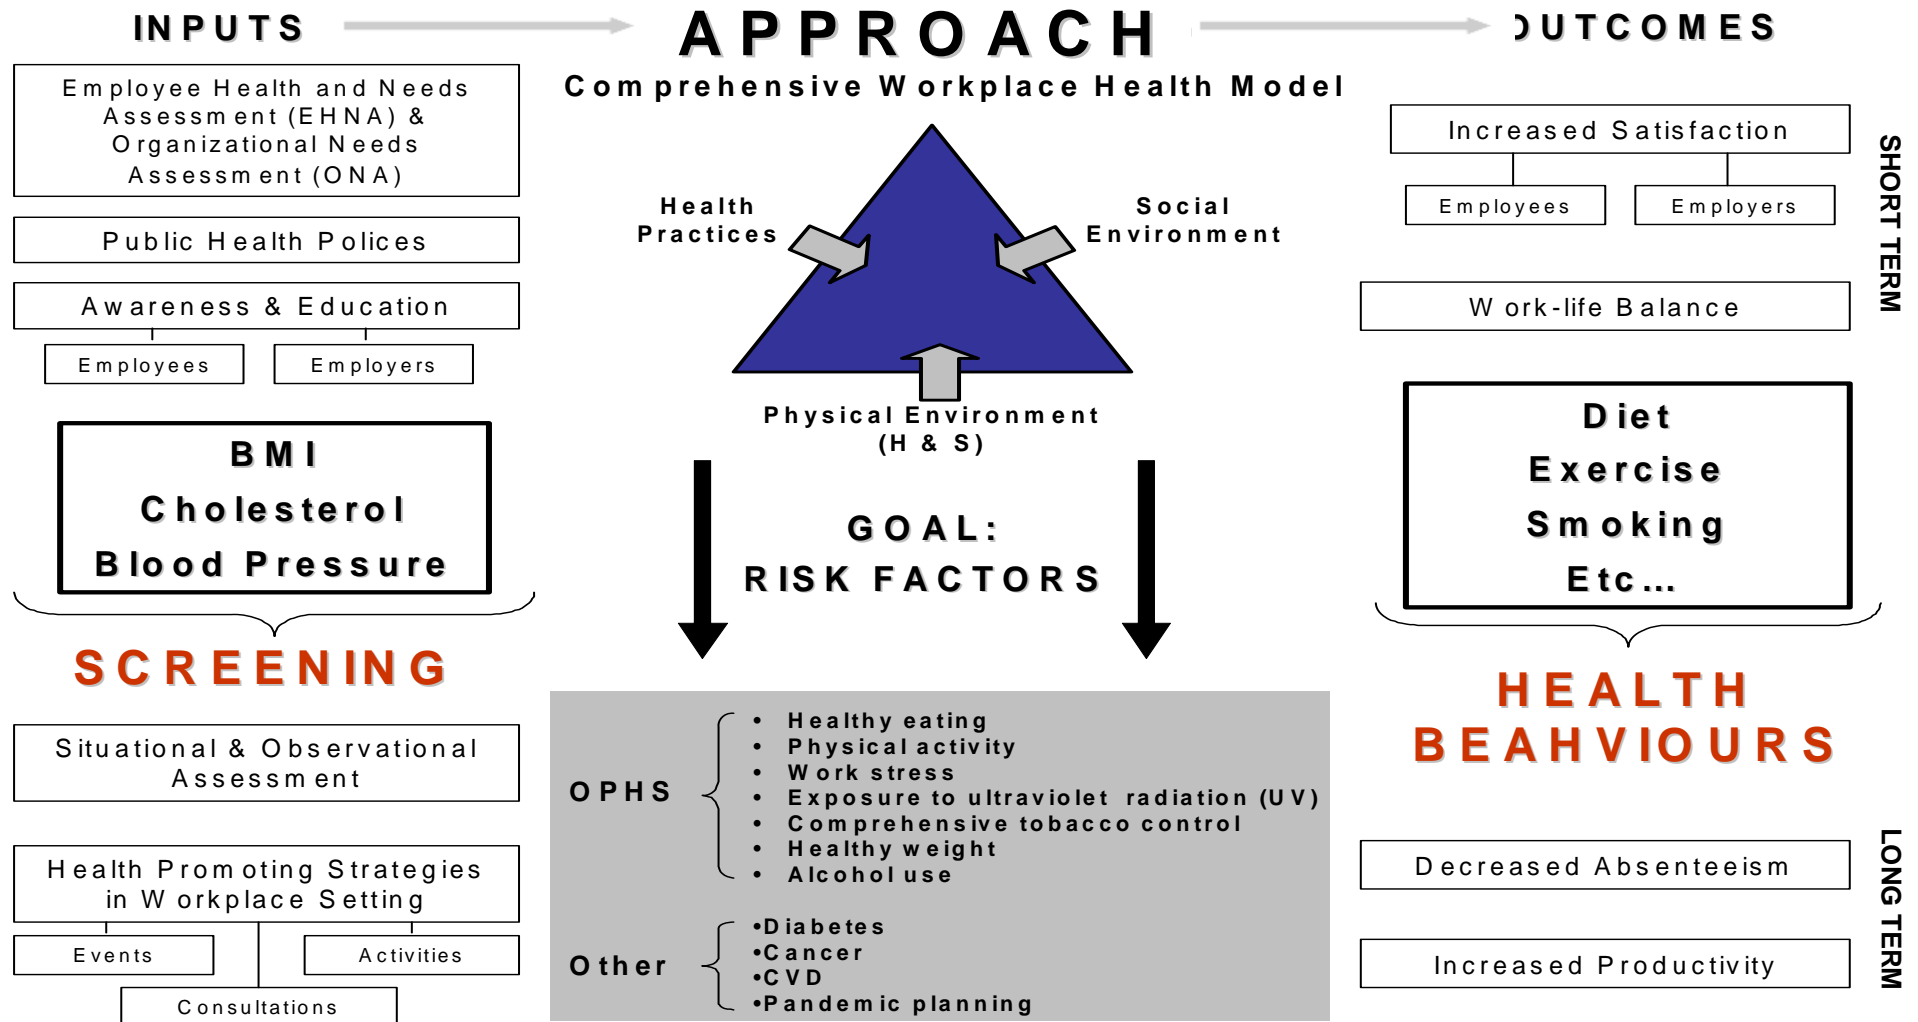 INPUTS
Employee Health and Needs
Assessment (EHNA) &
Organizational Needs
Assessment (ONA)
Public Health Polices
Awareness & Education
Employees
Employers
BMI
Cholesterol
Blood Pressure
SCREENING
Situational & Observational
Assessment
Health Promoting Strategies
in Workplace Setting
Events
Activities
Consultations
APPROACH
Comprehensive Workplace Health Model
Health
Practices
Social
Environment
Physical Environment
(H & S)
GOAL:
RISK FACTORS
OPHS
• Healthy eating
• Physical activity
• Work stress
• Exposure to ultraviolet radiation (UV)
• Comprehensive tobacco control
• Healthy weight
• Alcohol use
Other
•Diabetes
•Cancer
•CVD
•Pandemic planning
OUTCOMES
Increased Satisfaction
Employees
Employers
Work-life Balance
SHORT TERM
Diet
Exercise
Smoking
Etc...
HEALTH
BEAHVIOURS
Decreased Absenteeism
Increased Productivity
LONG TERM